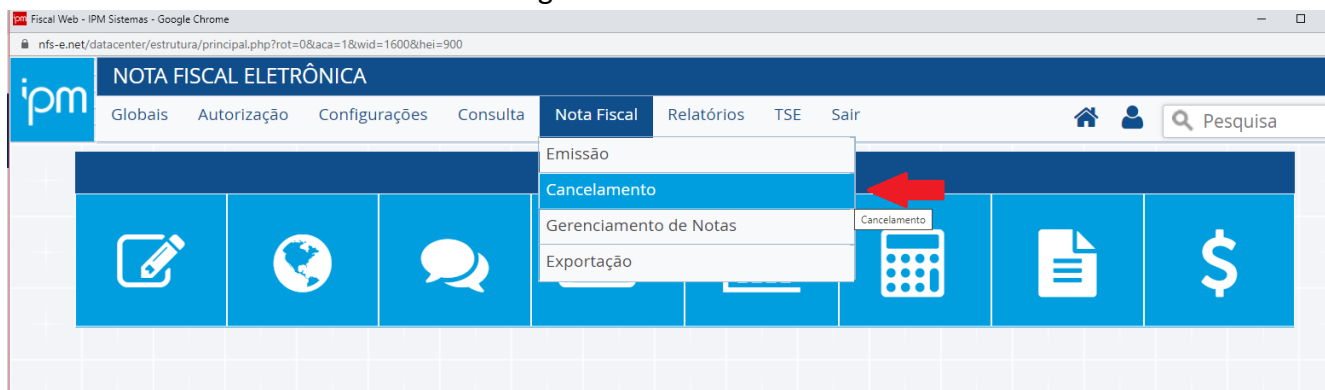 ipm Fiscal Web - IPM Sistemas - Google Chrome
nfs-e.net/datacenter/estrutura/principal.php?rot=0&aca=1&wid=1600&hei=900
ipm
NOTA FISCAL ELETRÔNICA
Globais Autorização Configurações Consulta Nota Fiscal Relatórios TSE Sair Pesquisa
Emissão
Cancelamento
Gerenciamento de Notas
Cancelamento
Exportação